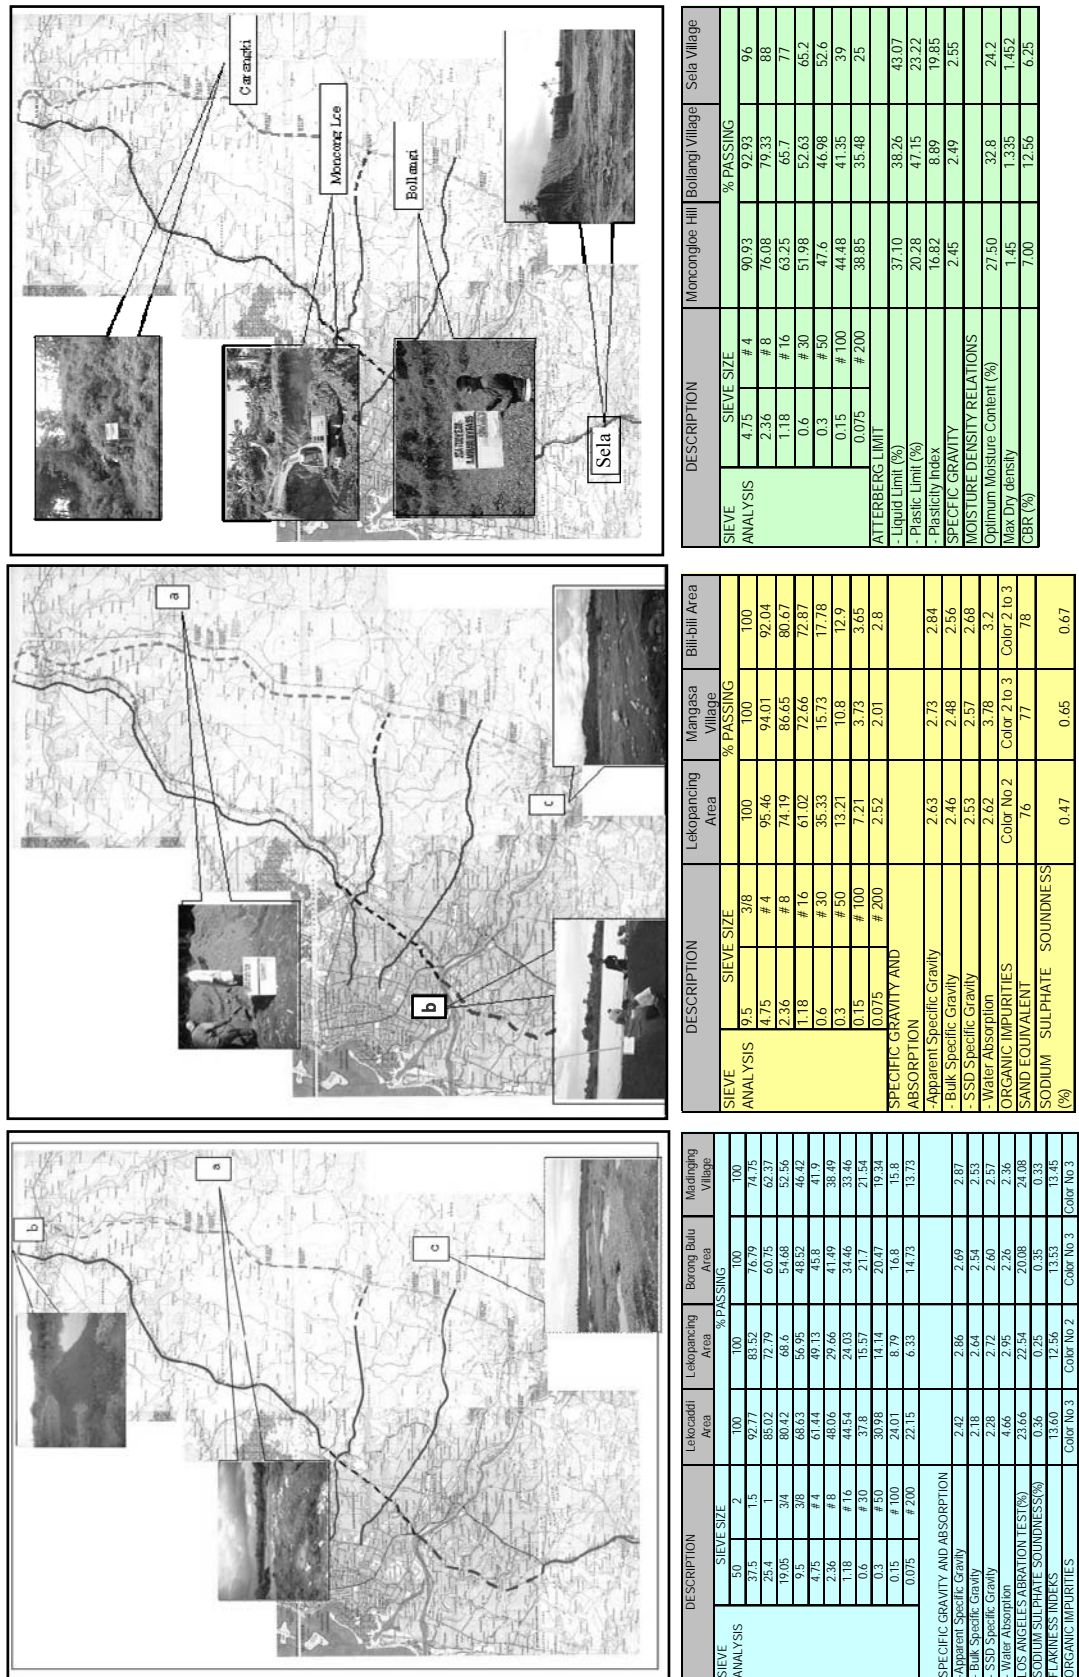 Carangki
Moncong Loe
Bollangi
Sela
DESCRIPTION Moncongloe Hill Bollangi Village Sela Village
SIEVE ANALYSIS SIEVE SIZE % PASSING
4.75 # 4 90.93 92.93 96
2.36 # 8 76.08 79.33 88
1.18 # 16 63.25 65.7 77
0.6 # 30 51.98 52.63 65.2
0.3 # 50 47.6 46.98 52.6
0.15 # 100 44.48 41.35 39
0.075 # 200 38.85 35.48 25
ATTERBERG LIMIT
- Liquid Limit (%) 37.10 38.26 43.07
- Plastic Limit (%) 20.28 47.15 23.22
- Plasticity Index 16.82 8.89 19.85
SPECIFIC GRAVITY 2.45 2.49 2.55
MOISTURE DENSITY RELATIONS
Optimum Moisture Content (%) 27.50 32.8 24.2
Max Dry density 1.45 1.335 1.452
CBR (%) 7.00 12.56 6.25
a
b
c
DESCRIPTION Lekopancing Area Mangasa Village Bili-bili Area
SIEVE ANALYSIS SIEVE SIZE % PASSING
9.5 3/8 100 100 100
4.75 # 4 95.46 94.01 92.04
2.36 # 8 74.19 86.65 80.67
1.18 # 16 61.02 72.66 72.87
0.6 # 30 35.33 15.73 17.78
0.3 # 50 13.21 10.8 12.9
0.15 # 100 7.21 3.73 3.65
0.075 # 200 2.52 2.01 2.8
SPECIFIC GRAVITY AND ABSORPTION
-Apparent Specific Gravity 2.63 2.73 2.84
- Bulk Specific Gravity 2.46 2.48 2.56
- SSD Specific Gravity 2.53 2.57 2.68
- Water Absorption 2.62 3.78 3.2
ORGANIC IMPURITIES Color No 2 Color 2 to 3 Color 2 to 3
SAND EQUIVALENT 76 77 78
SODIUM SULPHATE SOUNDNESS (%) 0.47 0.65 0.67
b
a
c
DESCRIPTION Lekocaddi Area Lekopancing Area Borong Bulu Area Madinging Village
SIEVE ANALYSIS SIEVE SIZE % PASSING
50 2 100 100 100 100
37.5 1.5 92.77 83.52 76.79 74.75
25.4 1 85.02 72.79 60.75 62.37
19.05 3/4 80.42 68.6 54.68 52.56
9.5 3/8 68.63 56.95 48.52 46.42
4.75 # 4 61.44 49.13 45.8 41.9
2.36 # 8 48.06 29.66 41.49 38.49
1.18 # 16 44.54 24.03 34.46 33.46
0.6 # 30 37.8 15.57 21.7 21.54
0.3 # 50 30.98 14.14 20.47 19.34
0.15 # 100 24.01 8.79 16.8 15.8
0.075 # 200 22.15 6.33 14.73 13.73
SPECIFIC GRAVITY AND ABSORPTION
-Apparent Specific Gravity 2.42 2.86 2.69 2.87
- Bulk Specific Gravity 2.18 2.64 2.54 2.53
- SSD Specific Gravity 2.28 2.72 2.60 2.57
- Water Absorption 4.66 2.95 2.26 2.36
LOS ANGELES ABRATION TEST(%) 23.66 22.54 20.08 24.08
SODIUM SULPHATE SOUNDNESS(%) 0.36 0.25 0.35 0.33
FLAKINESS INDEKS 13.60 12.56 13.53 13.45
ORGANIC IMPURITIES Color No 3 Color No 2 Color No 3 Color No 3